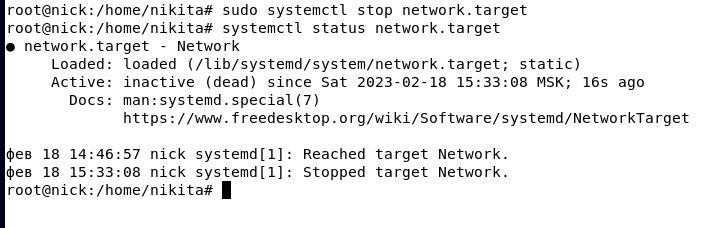 root@nick:/home/nikita# sudo systemctl stop network.target
root@nick:/home/nikita# systemctl status network.target
● network.target - Network
     Loaded: loaded (/lib/systemd/system/network.target; static)
     Active: inactive (dead) since Sat 2023-02-18 15:33:08 MSK; 16s ago
       Docs: man:systemd.special(7)
             https://www.freedesktop.org/wiki/Software/systemd/NetworkTarget

фев 18 14:46:57 nick systemd[1]: Reached target Network.
фев 18 15:33:08 nick systemd[1]: Stopped target Network.
root@nick:/home/nikita#